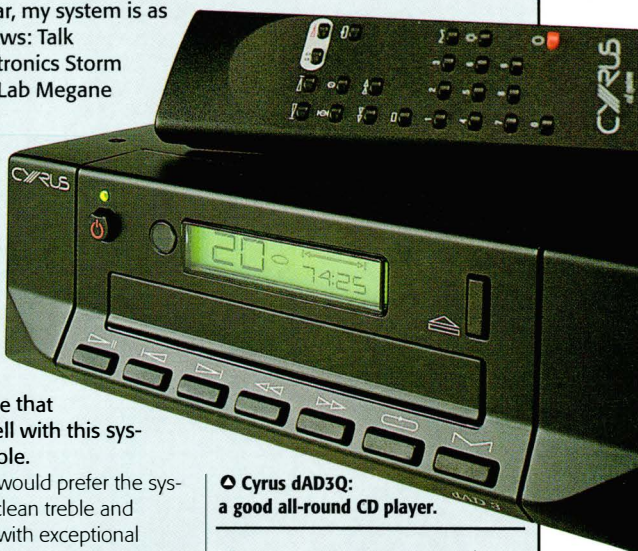 ar, my system is as
ws: Talk
tronics Storm
Lab Megane
CYRUS
CYRUS
20 74:25
dAD 3
e that
ell with this sys-
ole.
would prefer the sys-
clean treble and
with exceptional
Cyrus dAD3Q:
a good all-round CD player.